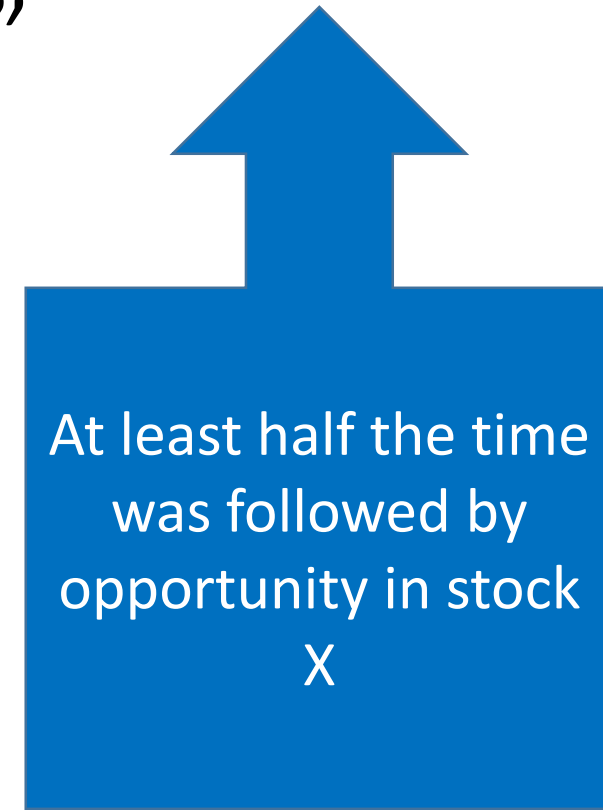 ”
At least half the time
was followed by
opportunity in stock
X